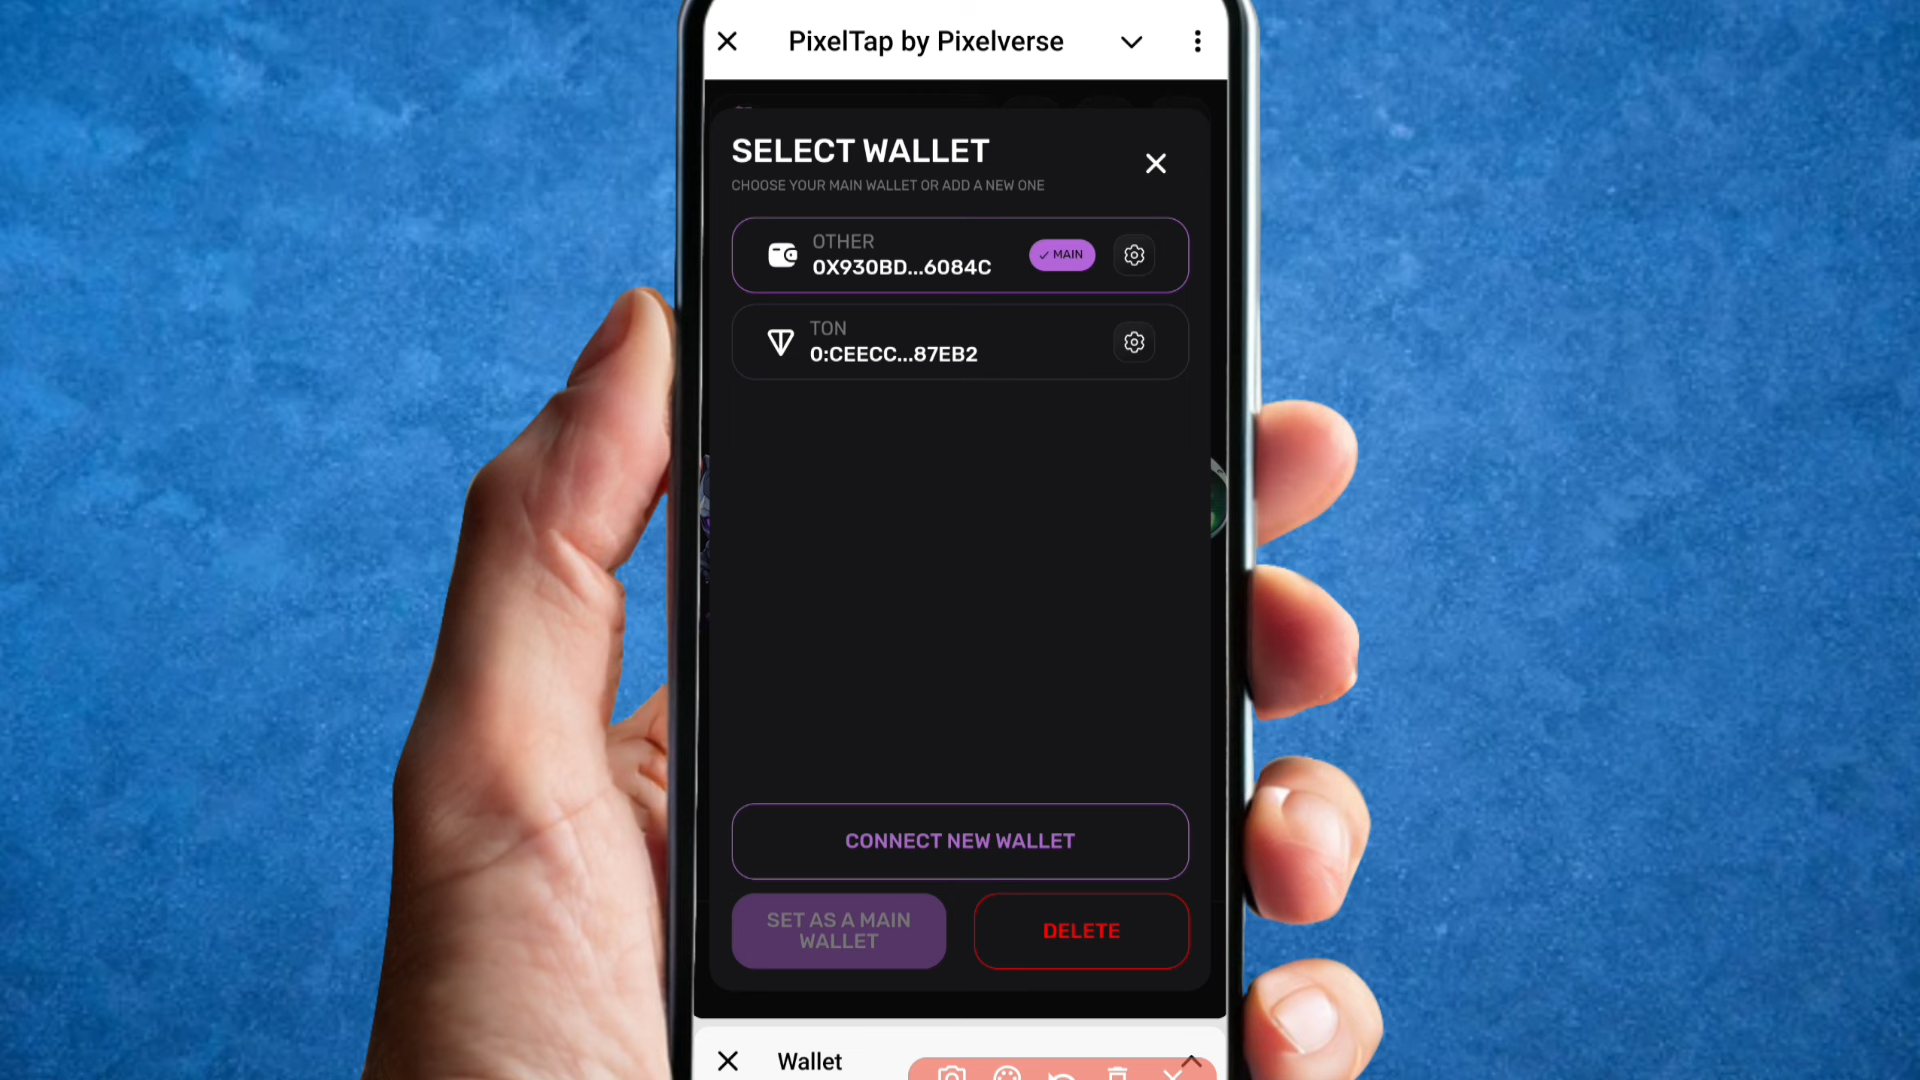 PixelTap by Pixelverse
SELECT WALLET
CHOOSE YOUR MAIN WALLET OR ADD A NEW ONE
OTHER
0X930BD...6084C
MAIN
TON
0:CEECC...87EB2
CONNECT NEW WALLET
SET AS A MAIN
WALLET
DELETE
Wallet